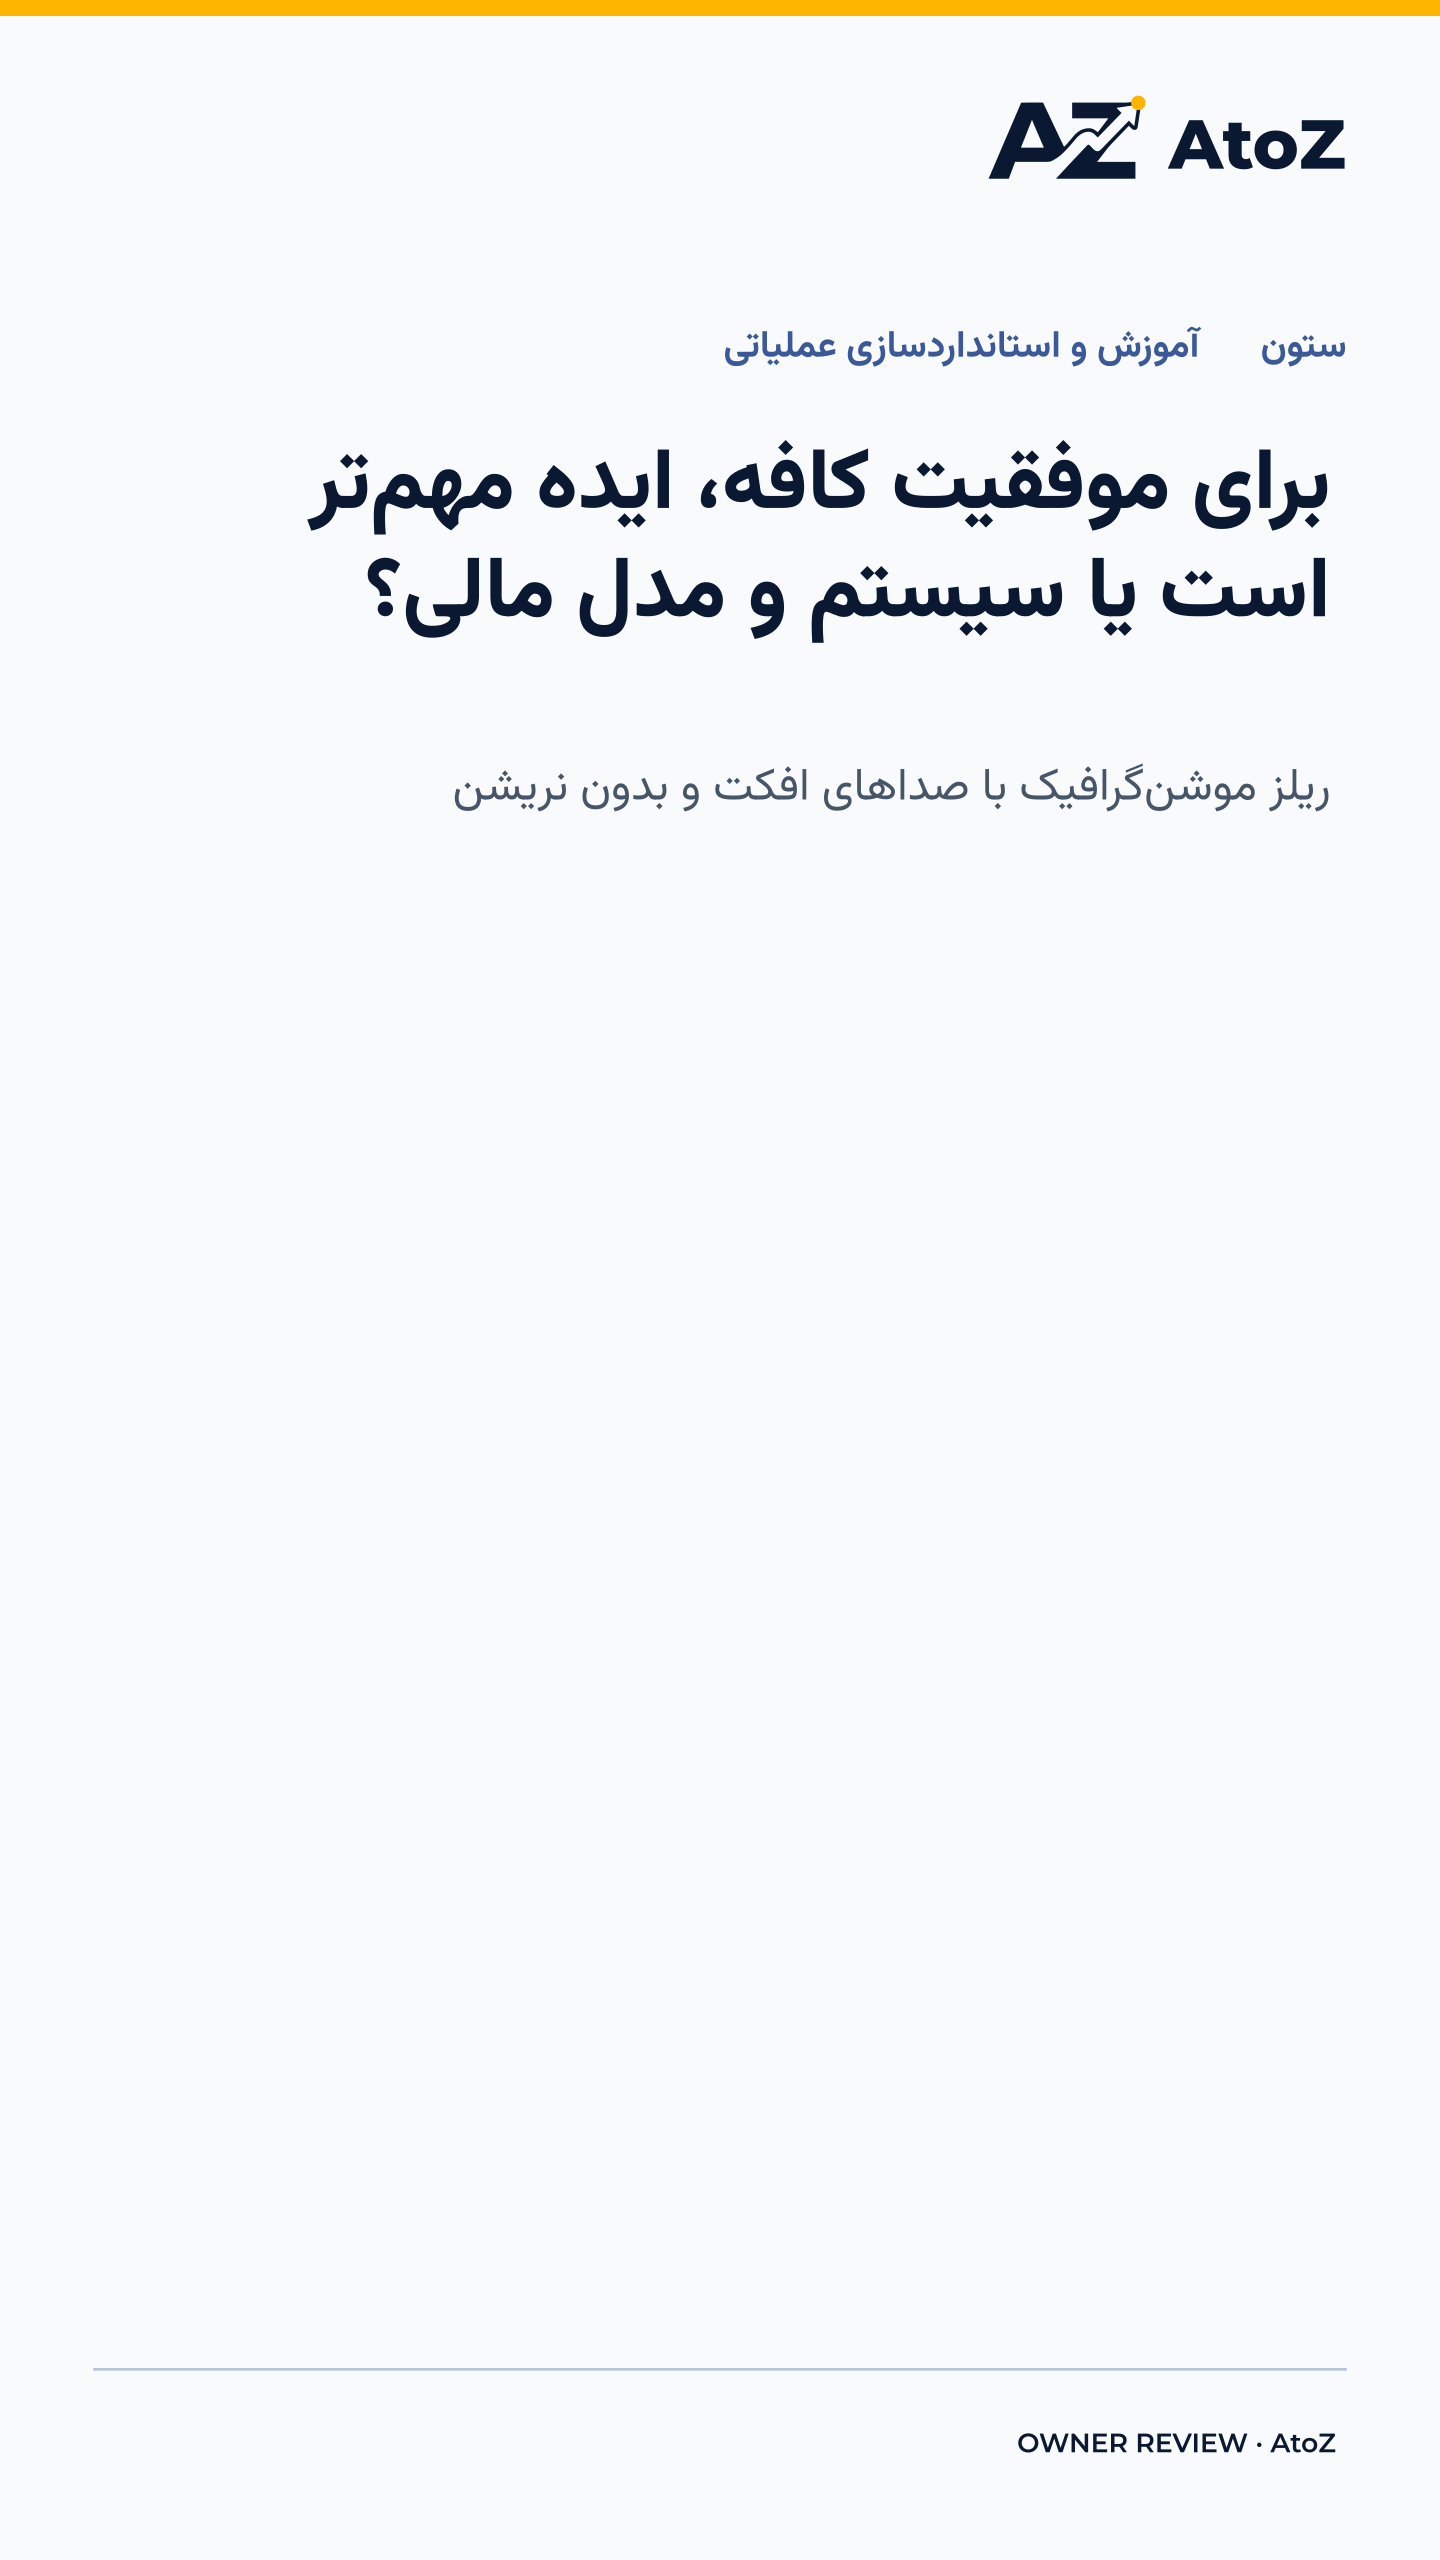 AZ AtoZ
ستون آموزش و استانداردسازی عملیاتی
برای موفقیت کافه، ایده مهم‌تر
است یا سیستم و مدل مالی؟
ریلز موشن‌گرافیک با صداهای افکت و بدون نریشن
OWNER REVIEW · AtoZ